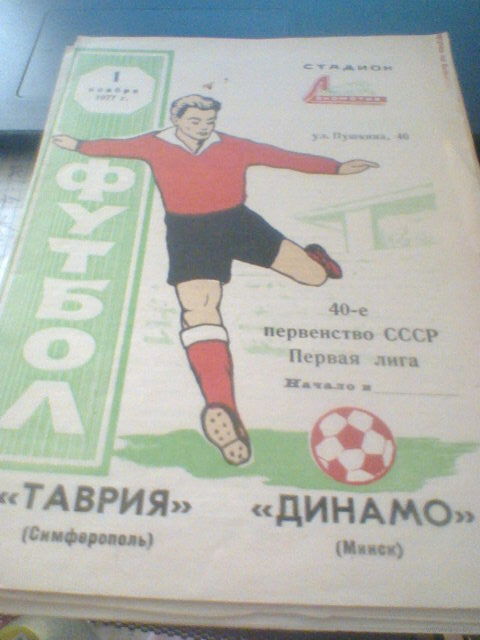 1
ноября
1977 г.
СТАДИОН
ЛОКОМОТИВ
ул. Пушкина, 46
ФУТБОЛ
40-е
первенство СССР
Первая лига
Начало в
«ТАВРИЯ»
(Симферополь)
«ДИНАМО»
(Минск)